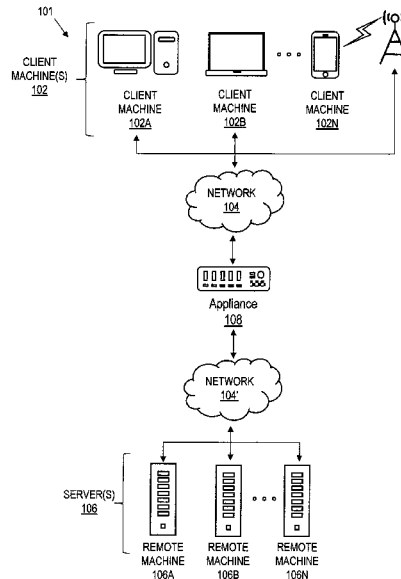 101
CLIENT
MACHINE(S)
102
CLIENT
MACHINE
102A
CLIENT
MACHINE
102B
CLIENT
MACHINE
102N
NETWORK
104
Appliance
108
NETWORK
104'
SERVER(S)
106
REMOTE
MACHINE
106A
REMOTE
MACHINE
106B
REMOTE
MACHINE
106N